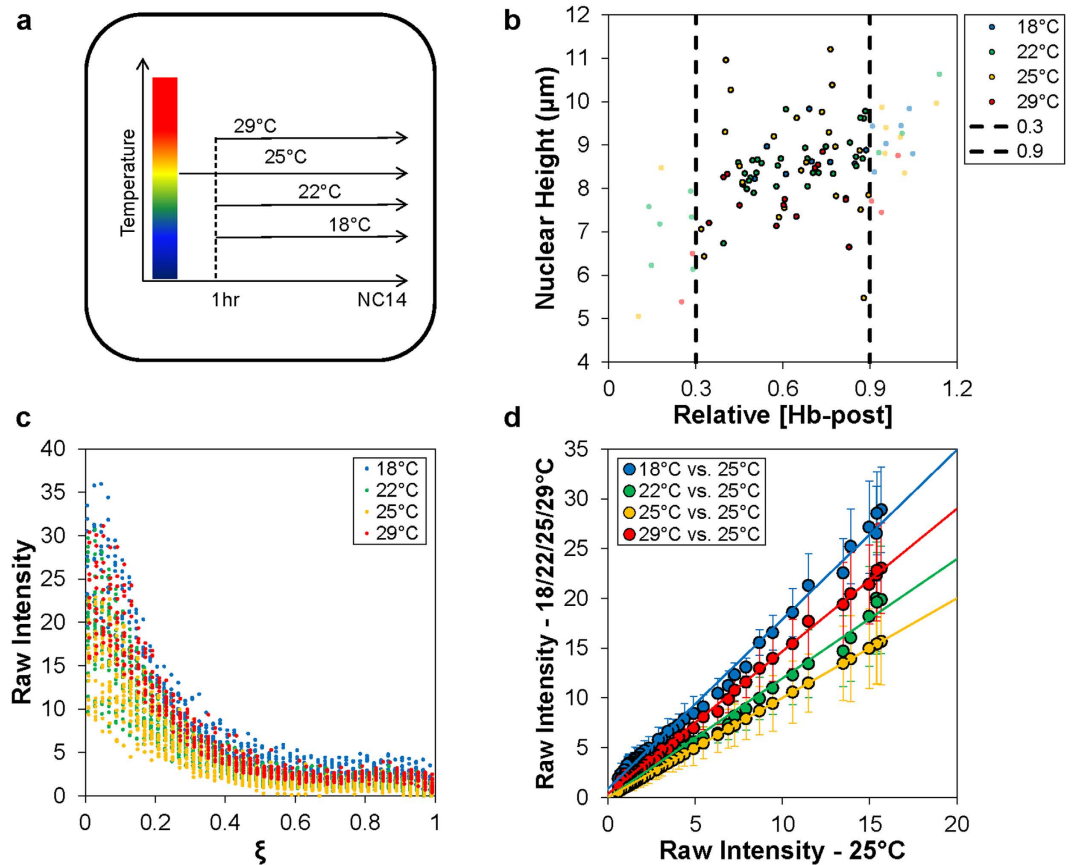 a
Temperature
29°C
25°C
22°C
18°C
1hr
NC14
b
Nuclear Height (µm)
12
11
10
9
8
7
6
5
4
0
0.3
0.6
0.9
1.2
Relative [Hb-post]
18°C
22°C
25°C
29°C
0.3
0.9
c
Raw Intensity
40
35
30
25
20
15
10
5
0
0
0.2
0.4
0.6
0.8
1
ξ
18°C
22°C
25°C
29°C
d
Raw Intensity - 18/22/25/29°C
35
30
25
20
15
10
5
0
0
5
10
15
20
Raw Intensity - 25°C
18°C vs. 25°C
22°C vs. 25°C
25°C vs. 25°C
29°C vs. 25°C